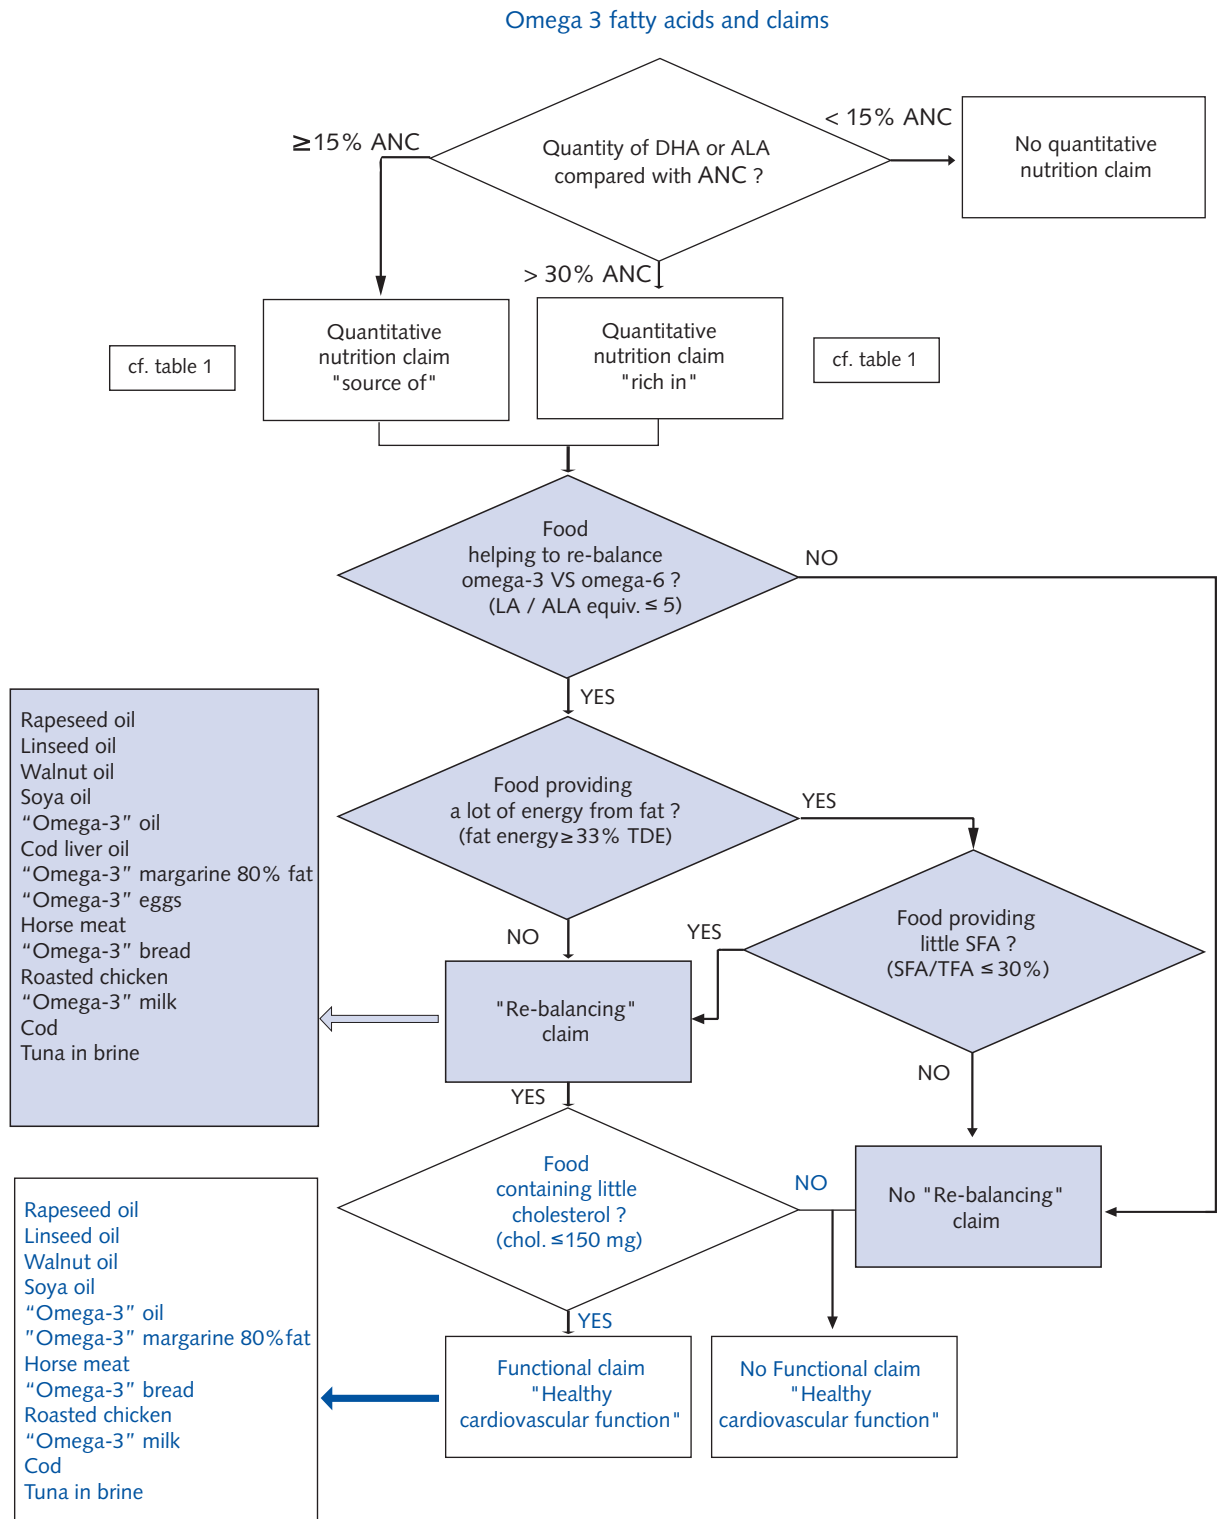 Omega 3 fatty acids and claims
< 15% ANC
≥15% ANC
Quantity of DHA or ALA
compared with ANC ?
No quantitative
nutrition claim
> 30% ANC
Quantitative
nutrition claim
"source of"
Quantitative
nutrition claim
"rich in"
cf. table 1
cf. table 1
Food
helping to re-balance
omega-3 VS omega-6 ?
(LA / ALA equiv. ≤ 5)
NO
YES
Rapeseed oil
Linseed oil
Walnut oil
Soya oil
“Omega-3” oil
Cod liver oil
“Omega-3” margarine 80% fat
“Omega-3” eggs
Horse meat
“Omega-3” bread
Roasted chicken
“Omega-3” milk
Cod
Tuna in brine
Food providing
a lot of energy from fat ?
(fat energy≥33% TDE)
YES
Food providing
little SFA ?
(SFA/TFA ≤30%)
YES
NO
"Re-balancing"
claim
NO
YES
Food
containing little
cholesterol ?
(chol. ≤150 mg)
NO
No "Re-balancing"
claim
YES
Rapeseed oil
Linseed oil
Walnut oil
Soya oil
“Omega-3” oil
”Omega-3” margarine 80%fat
Horse meat
“Omega-3” bread
Roasted chicken
“Omega-3” milk
Cod
Tuna in brine
Functional claim
"Healthy
cardiovascular function"
No Functional claim
"Healthy
cardiovascular function"